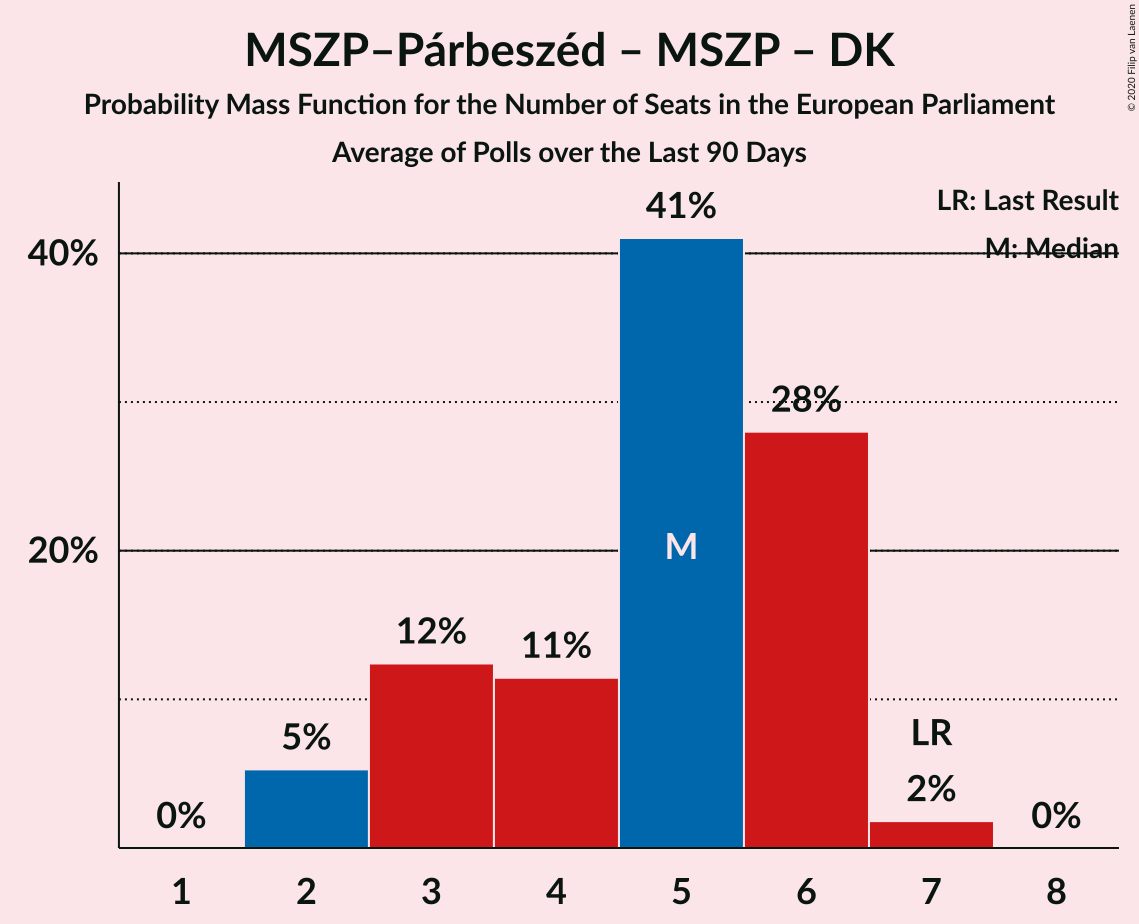 MSZP–Párbeszéd – MSZP – DK
Probability Mass Function for the Number of Seats in the European Parliament
Average of Polls over the Last 90 Days
© 2020 Filip van Laenen
LR: Last Result
M: Median
40%
20%
0%
5%
12%
11%
41%
M
28%
LR
2%
0%
1 2 3 4 5 6 7 8